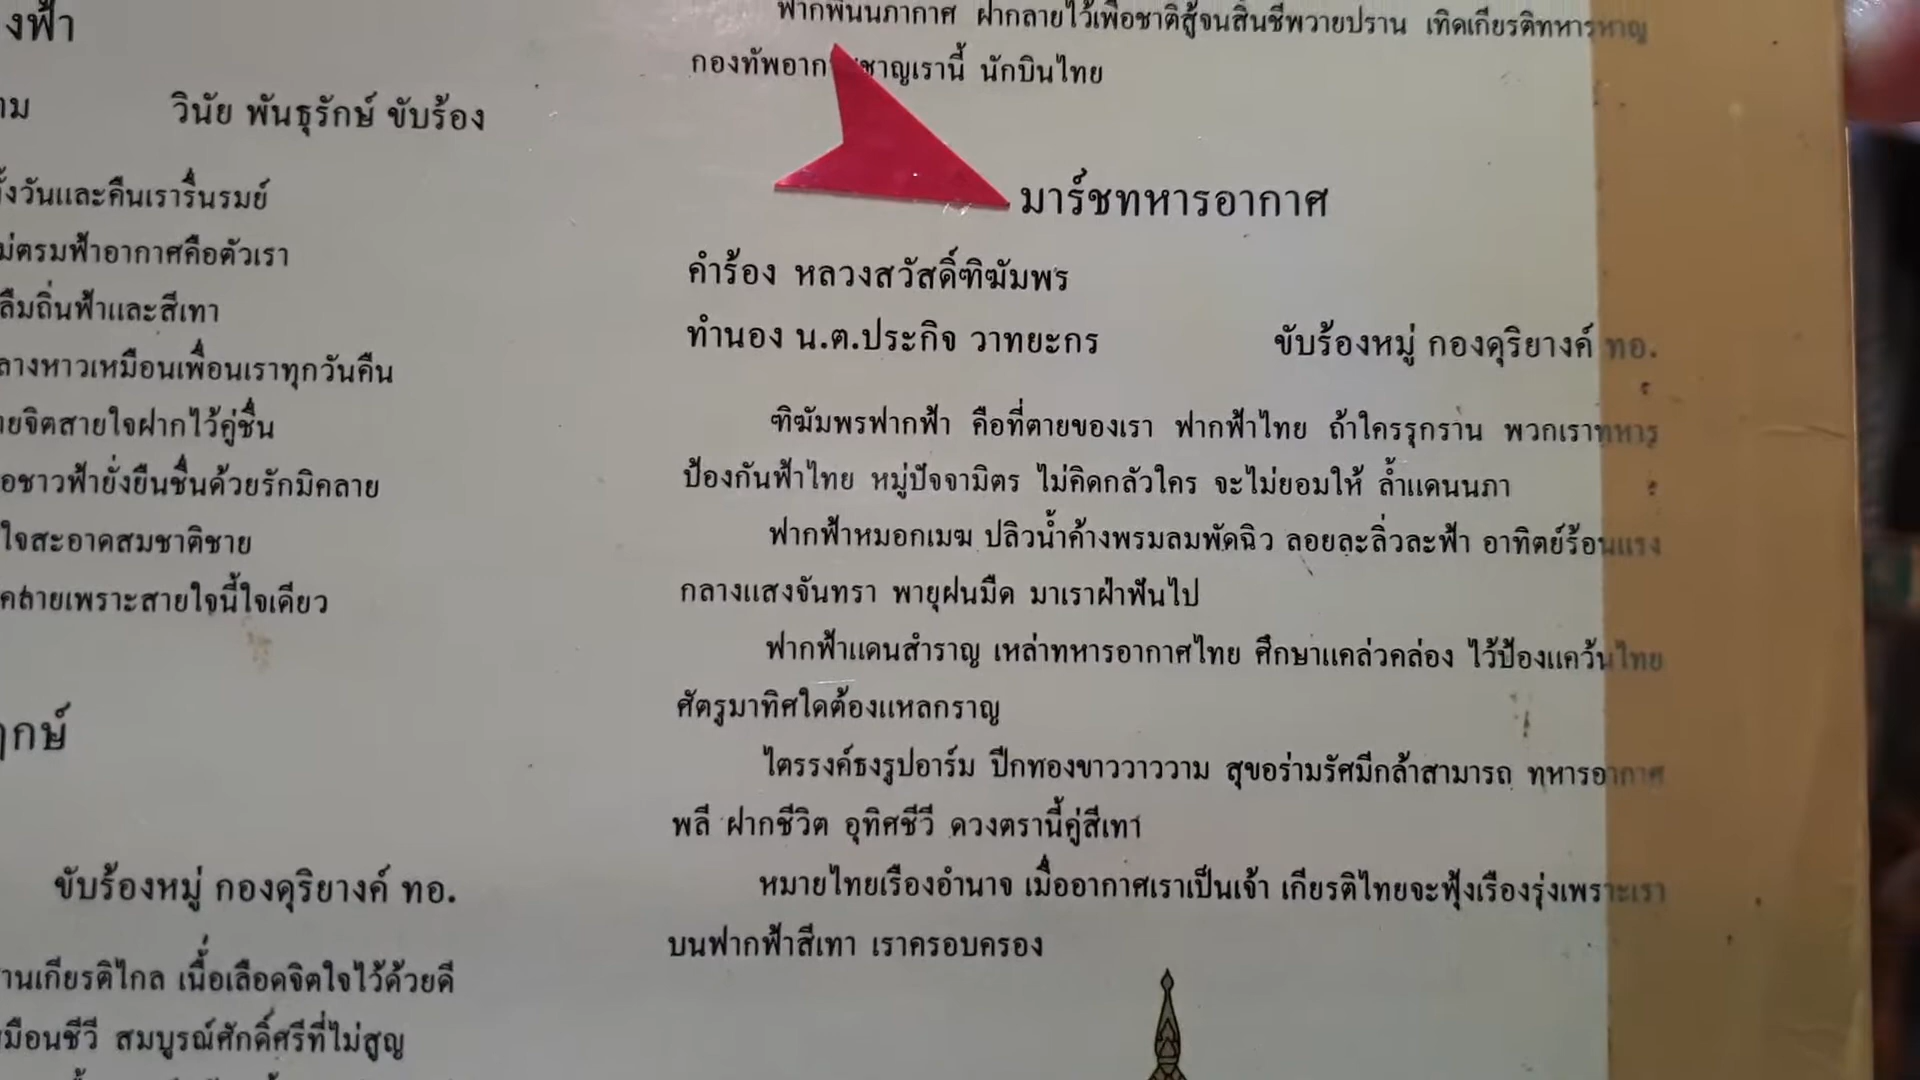 งฟ้า
วินัย พันธุรักษ์ ขับร้อง
วันและคืนเรารื่นรมย์
ตรมฟ้าอากาศคือตัวเรา
ลืมถิ่นฟ้าและสีเทา
ลางหาวเหมือนเพื่อนเราทุกวันคืน
ยจิตสายใจฝากไว้คู่ชื่น
อชาวฟ้ายั่งยืนชื่นด้วยรักมิคลาย
ใจสะอาดสมชาติชาย
คลายเพราะสายใจนี้ใจเดียว
ฤกษ์
ขับร้องหมู่ กองดุริยางค์ ทอ.
านเกียรติไกล เนื้อเลือดจิตใจไว้ด้วยดี
มือนชีวี สมบูรณ์ศักดิ์ศรีที่ไม่สูญ
ฟากพื้นนภากาศ ฝากลายไว้เพื่อชาติสู้จนสิ้นชีพวายปราน เทิดเกียรติทหารหาญ
กองทัพอาก ชาญเรานี้ นักบินไทย
มาร์ชทหารอากาศ
คำร้อง หลวงสวัสดิ์ฑิฆัมพร
ทำนอง น.ต.ประกิจ วาทยะกร ขับร้องหมู่ กองดุริยางค์ ทอ.
ฑิฆัมพรฟากฟ้า คือที่ตายของเรา ฟากฟ้าไทย ถ้าใครรุกราน พวกเราทหาร
ป้องกันฟ้าไทย หมู่ปัจจามิตร ไม่คิดกลัวใคร จะไม่ยอมให้ ล้ำแดนนภา
ฟากฟ้าหมอกเมฆ ปลิวน้ำค้างพรมลมพัดฉิว ลอยละลิ่วละฟ้า อาทิตย์ร้อนแรง
กลางแสงจันทรา พายุฝนมืด มาเราฝ่าฟันไป
ฟากฟ้าแดนสำราญ เหล่าทหารอากาศไทย ศึกษาแคล่วคล่อง ไว้ป้องแคว้นไทย
ศัตรูมาทิศใดต้องแหลกราญ
ไตรรงค์ธงรูปอาร์ม ปีกทองขาววาววาม สุขอร่ามรัศมีกล้าสามารถ ทหารอากาศ
พลี ฝากชีวิต อุทิศชีวี ดวงตรานี้คู่สีเทา
หมายไทยเรืองอำนาจ เมื่ออากาศเราเป็นเจ้า เกียรติไทยจะฟุ้งเรืองรุ่งเพราะเรา
บนฟากฟ้าสีเทา เราครอบครอง